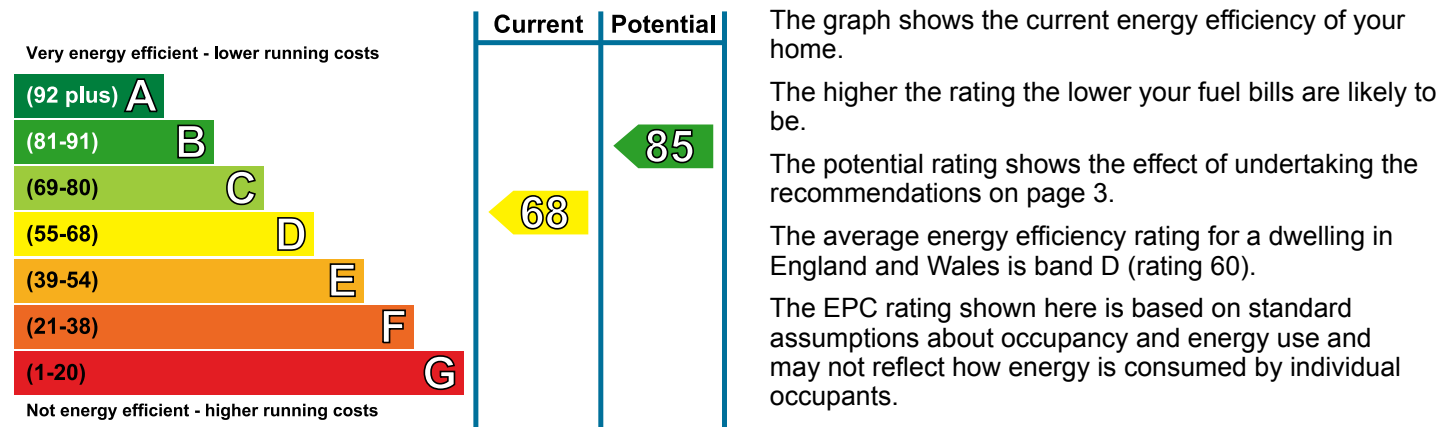 Current Potential
Very energy efficient - lower running costs
(92 plus) A
(81-91) B
(69-80) C
(55-68) D
(39-54) E
(21-38) F
(1-20) G
Not energy efficient - higher running costs
85
68
The graph shows the current energy efficiency of your
home.
The higher the rating the lower your fuel bills are likely to
be.
The potential rating shows the effect of undertaking the
recommendations on page 3.
The average energy efficiency rating for a dwelling in
England and Wales is band D (rating 60).
The EPC rating shown here is based on standard
assumptions about occupancy and energy use and
may not reflect how energy is consumed by individual
occupants.